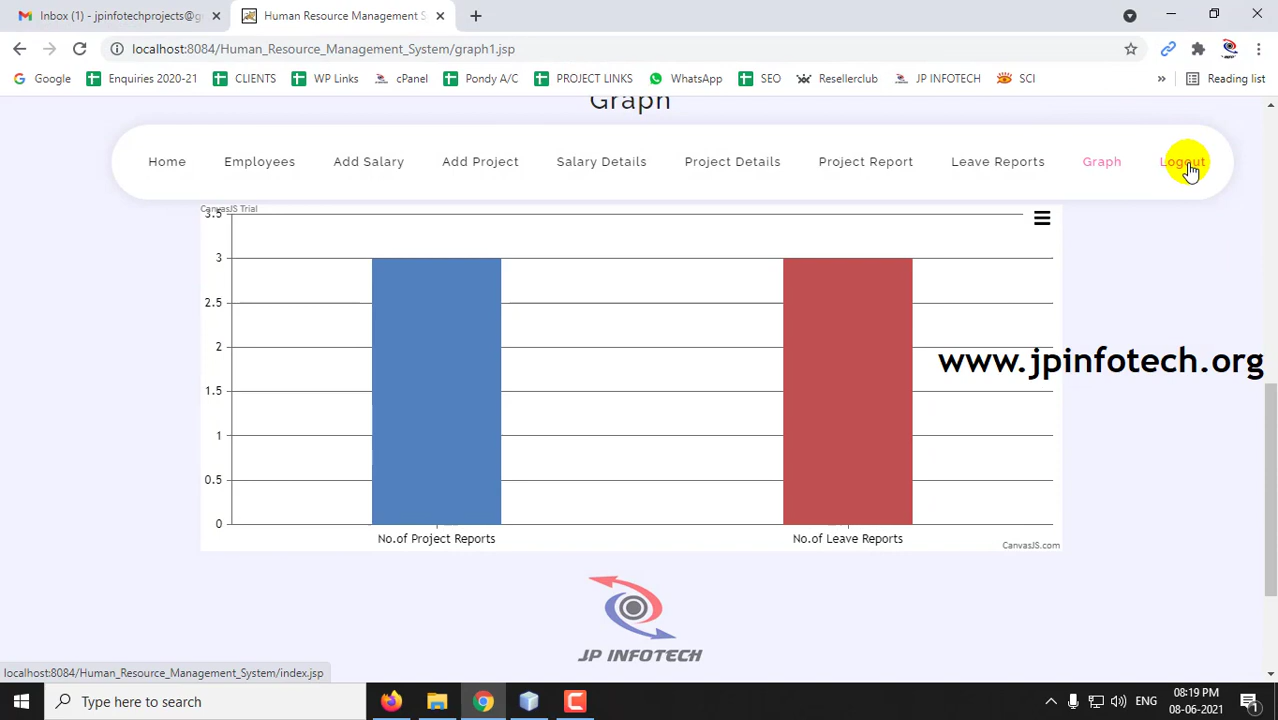 Inbox (1) - jpinfotechprojects@g
Human Resource Management S
localhost:8084/Human_Resource_Management_System/graph1.jsp
Google
Enquiries 2020-21
CLIENTS
WP Links
cPanel
Pondy A/C
PROJECT LINKS
WhatsApp
SEO
Resellerclub
JP INFOTECH
SCI
»
Reading list
Graph
Home
Employees
Add Salary
Add Project
Salary Details
Project Details
Project Report
Leave Reports
Graph
Logout
CanvasJS Trial
3.5
3
2.5
2
1.5
1
0.5
0
www.jpinfotech.org
No.of Project Reports
No.of Leave Reports
CanvasJS.com
JP INFOTECH
localhost:8084/Human_Resource_Management_System/index.jsp
Type here to search
ENG
08:19 PM
08-06-2021
1